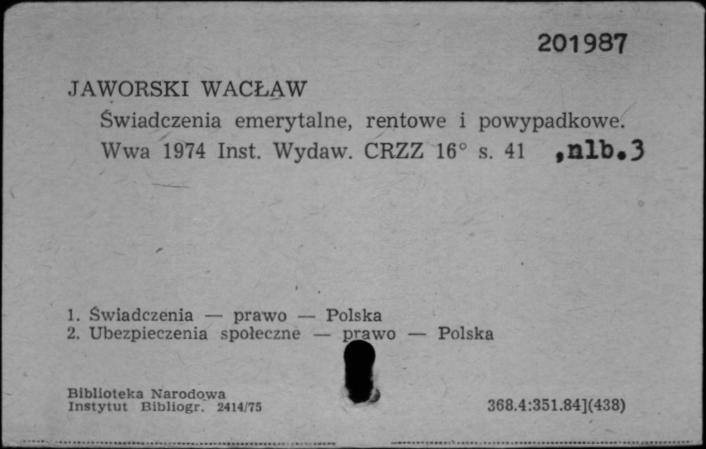 201987
JAWORSKI WACŁAW
Świadczenia emerytalne, rentowe i powypadkowe.
Wwa 1974 Inst. Wydaw. CRZZ 16° s. 41 ,nlb.3
1. Świadczenia — prawo — Polska
2. Ubezpieczenia społeczne — prawo — Polska
Biblioteka Narodowa
Instytut Bibliogr. 2414/75
368.4:351.84](438)